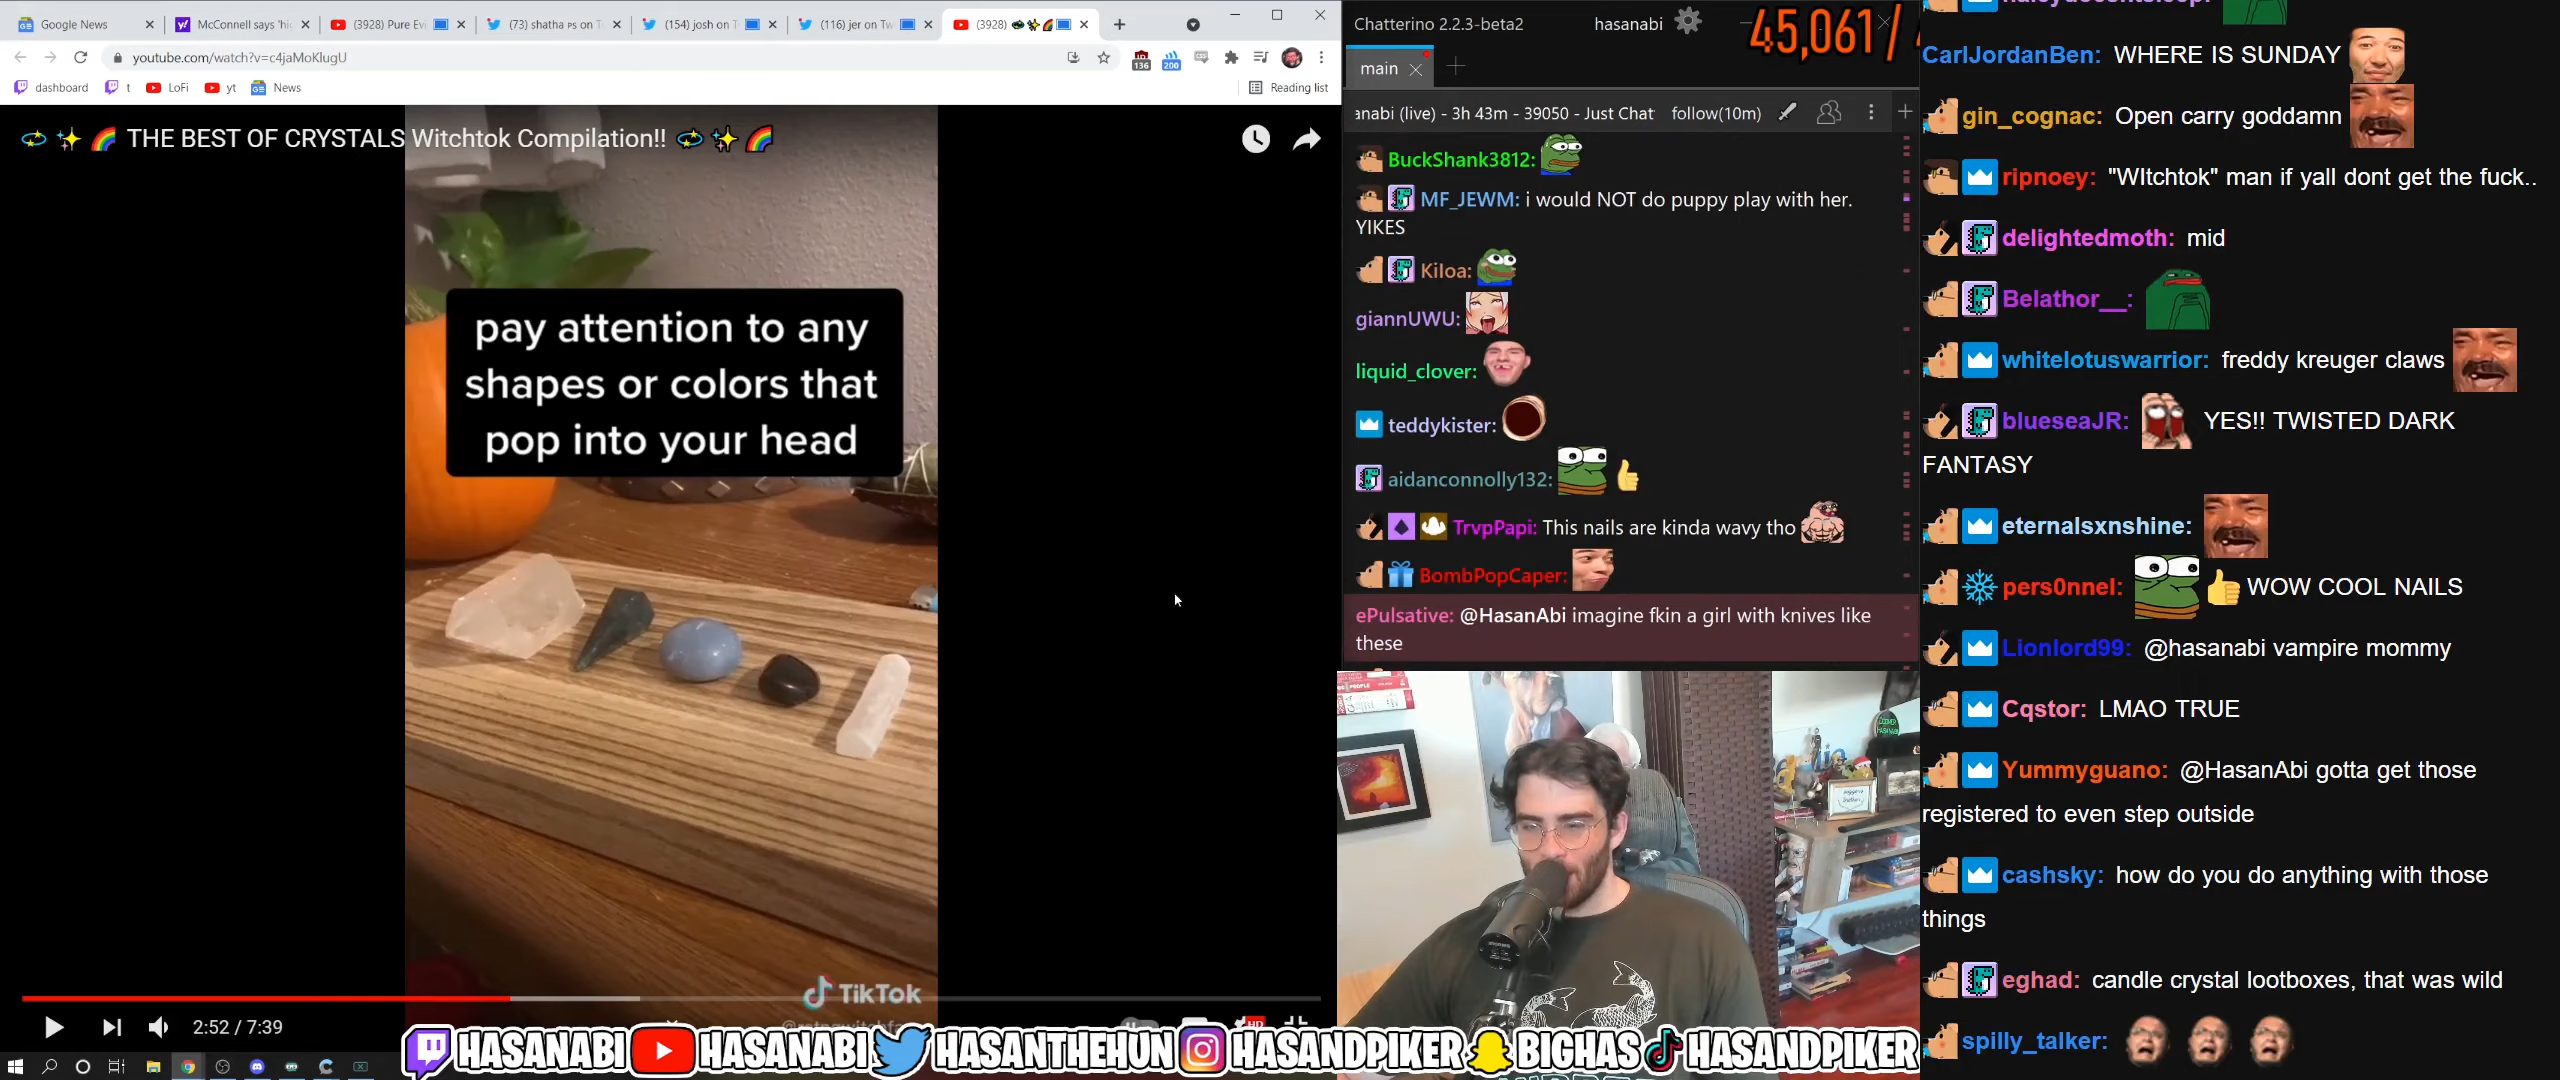 Google News
McConnell says 'hi
(3928) Pure Ev
(73) shatha PS on T
(154) josh on T
(116) jer on Tw
(3928)
youtube.com/watch?v=c4jaMoKlugU
136
200
dashboard
t
LoFi
yt
News
Reading list
THE BEST OF CRYSTALS Witchtok Compilation!!
pay attention to any
shapes or colors that
pop into your head
TikTok
2:52 / 7:39
HD
Chatterino 2.2.3-beta2
hasanabi
45,061 /
main
anabi (live) - 3h 43m - 39050 - Just Chat
follow(10m)
BuckShank3812:
MF_JEWM: i would NOT do puppy play with her.
YIKES
Kiloa:
giannUWU:
liquid_clover:
teddykister:
aidanconnolly132:
TrvpPapi: This nails are kinda wavy tho
BombPopCaper:
ePulsative: @HasanAbi imagine fkin a girl with knives like
these
CarlJordanBen: WHERE IS SUNDAY
gin_cognac: Open carry goddamn
ripnoey: "WItchtok" man if yall dont get the fuck..
delightedmoth: mid
Belathor__:
whitelotuswarrior: freddy kreuger claws
blueseaJR: YES!! TWISTED DARK
FANTASY
eternalsxnshine:
pers0nnel: WOW COOL NAILS
Lionlord99: @hasanabi vampire mommy
Cqstor: LMAO TRUE
Yummyguano: @HasanAbi gotta get those
registered to even step outside
cashsky: how do you do anything with those
things
eghad: candle crystal lootboxes, that was wild
spilly_talker:
HASANABI HASANABI HASANTHEHUN HASANDPIKER BIGHAS HASANDPIKER